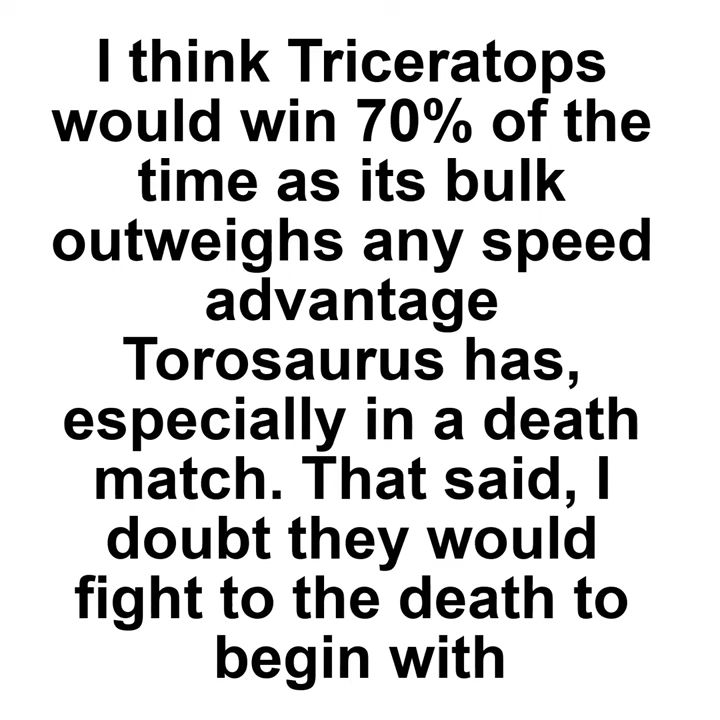 I think Triceratops
would win 70% of the
time as its bulk
outweighs any speed
advantage
Torosaurus has,
especially in a death
match. That said, I
doubt they would
fight to the death to
begin with